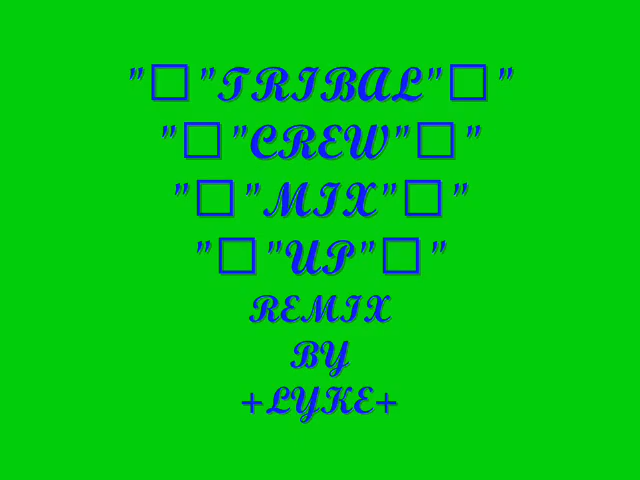 "□"TRIBAL"□"
"□"CREW"□"
"□"MIX"□"
"□"UP"□"
REMIX
BY
+LYKE+